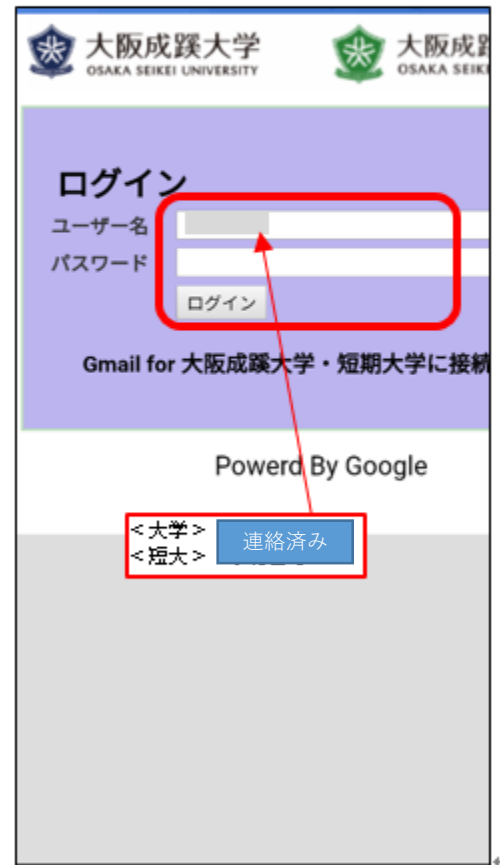 大阪成蹊大学
OSAKA SEIKEI UNIVERSITY
大阪成蹊
OSAKA SEIKE
ログイン
ユーザー名
パスワード
ログイン
Gmail for 大阪成蹊大学・短期大学に接続
Powerd By Google
<大学>
連絡済み
<短大>